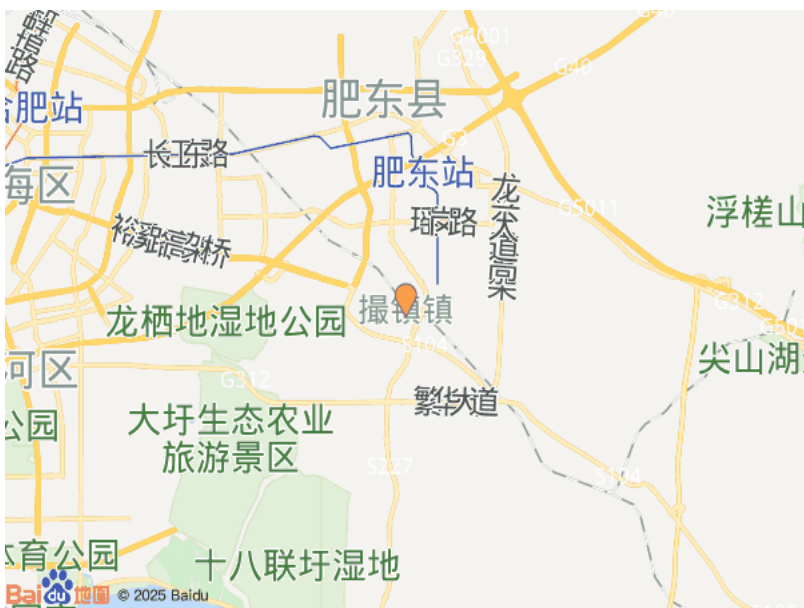 G40
G4001
G329
G40
肥东县
合肥站
G3
长江东路
肥东站
海区
龙兴大道高架
G5011
浮槎山
瑶岗路
裕溪路高架桥
撮镇镇
G312
龙栖地湿地公园
S104
尖山湖
河区
G312
繁华大道
大圩生态农业
旅游景区
公园
S227
S104
体育公园
十八联圩湿地
Bai du 地图
© 2025 Baidu